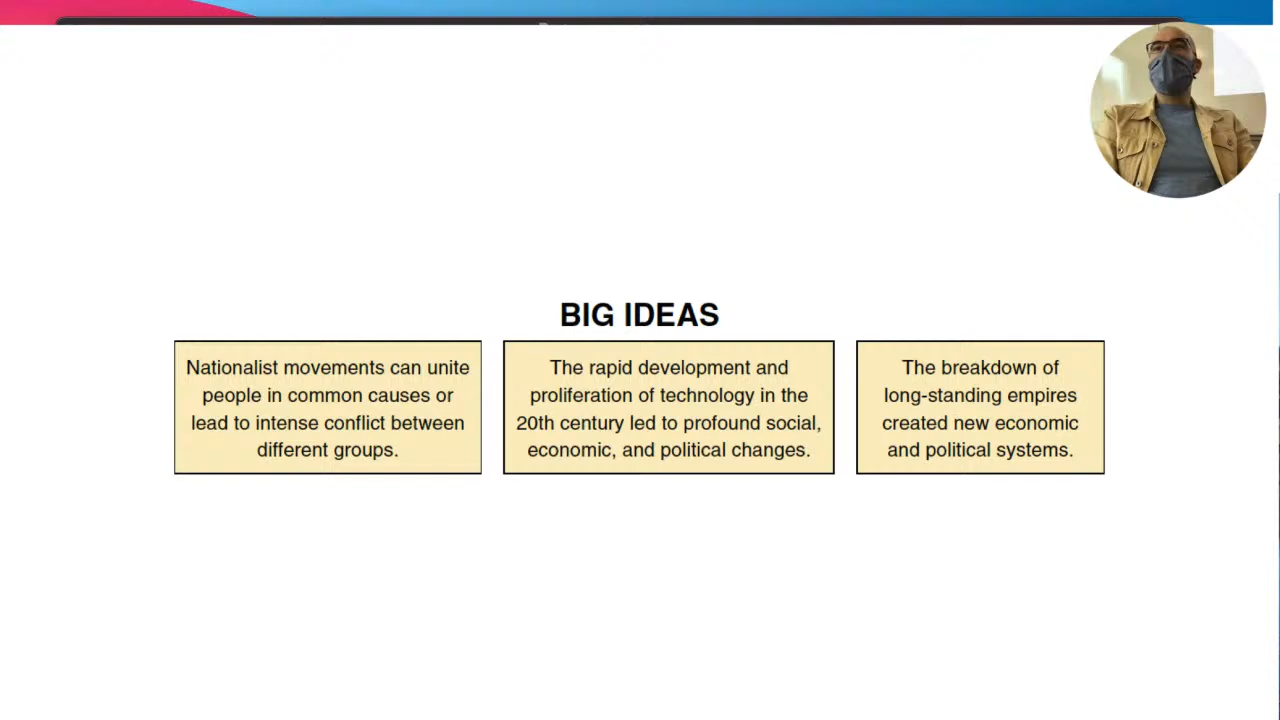 BIG IDEAS
Nationalist movements can unite
people in common causes or
lead to intense conflict between
different groups.
The rapid development and
proliferation of technology in the
20th century led to profound social,
economic, and political changes.
The breakdown of
long-standing empires
created new economic
and political systems.